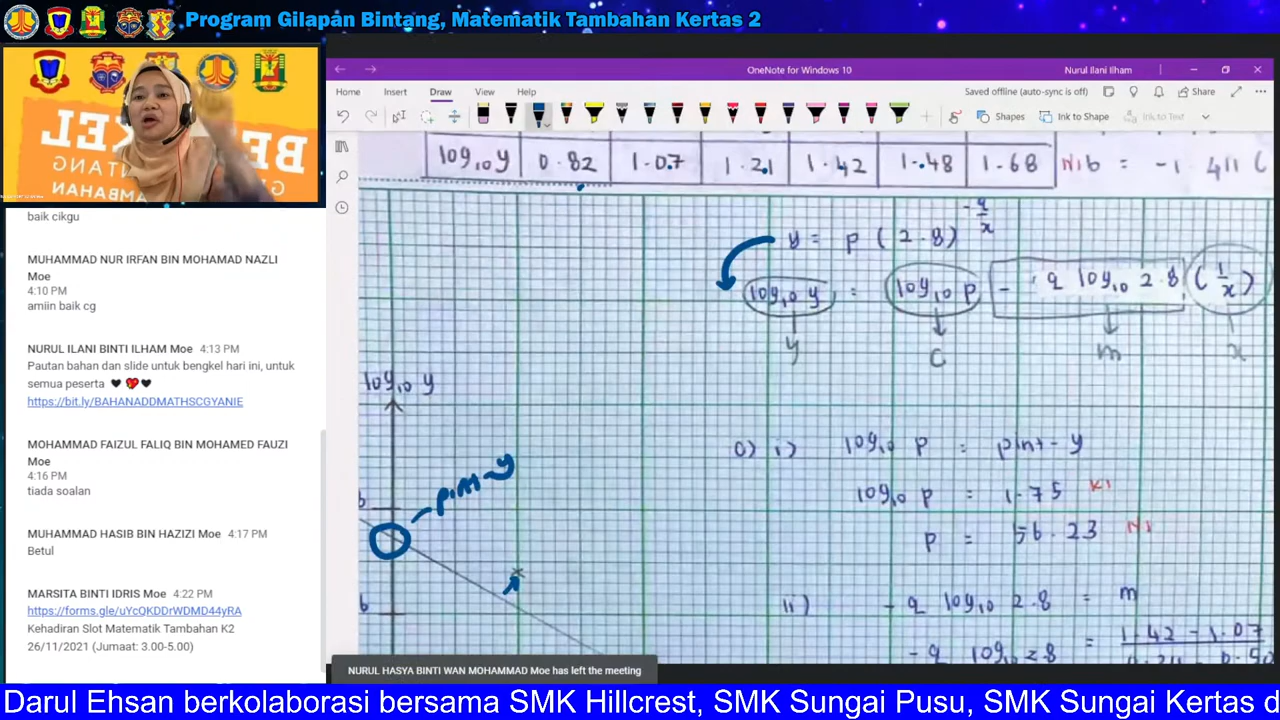 Program Gilapan Bintang, Matematik Tambahan Kertas 2
OneNote for Windows 10
Nurul Ilani Ilham
Home Insert Draw View Help
Saved offline (auto-sync is off)
Share
Shapes
Ink to Shape
Ink to Text
baik cikgu
MUHAMMAD NUR IRFAN BIN MOHAMAD NAZLI
Moe
4:10 PM
amiin baik cg
NURUL ILANI BINTI ILHAM Moe 4:13 PM
Pautan bahan dan slide untuk bengkel hari ini, untuk
semua peserta ♥ 💖 ♥
https://bit.ly/BAHANADDMATHSCGYANIE
MOHAMMAD FAIZUL FALIQ BIN MOHAMED FAUZI
Moe
4:16 PM
tiada soalan
MUHAMMAD HASIB BIN HAZIZI Moe 4:17 PM
Betul
MARSITA BINTI IDRIS Moe 4:22 PM
https://forms.gle/uYcQKDDrWDMD44yRA
Kehadiran Slot Matematik Tambahan K2
26/11/2021 (Jumaat: 3.00-5.00)
log₁₀ y 0.82 1.07 1.21 1.42 1.48 1.68 N1 b = -1.411 (
y = p (2.8)^(-q/x)
log₁₀ y = log₁₀ p - q log₁₀ 2.8 (1/x)
y c m x
log₁₀ y
pint-y
c) i) log₁₀ p = pint-y
log₁₀ p = 1.75 K1
p = 56.23 N1
ii) - q log₁₀ 2.8 = m
- q log₁₀ 2.8 = 1.42 - 1.07
NURUL HASYA BINTI WAN MOHAMMAD Moe has left the meeting
Darul Ehsan berkolaborasi bersama SMK Hillcrest, SMK Sungai Pusu, SMK Sungai Kertas d